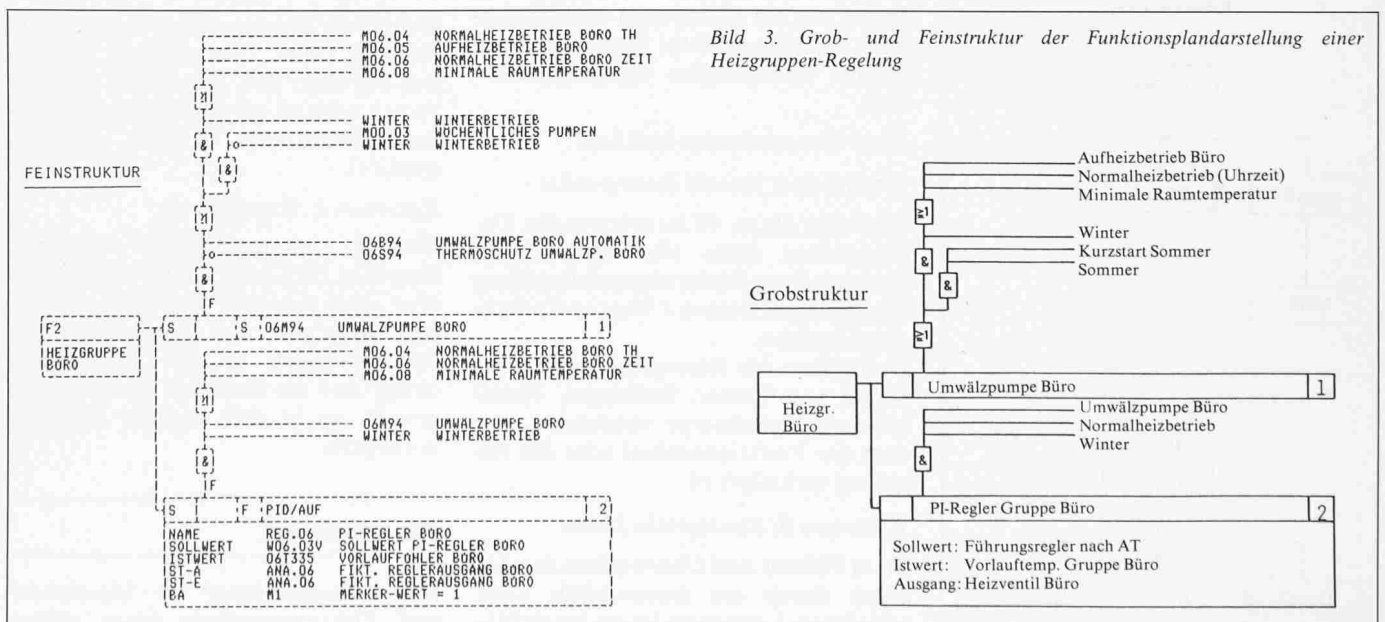 Bild 3. Grob- und Feinstruktur der Funktionsplandarstellung einer
Heizgruppen-Regelung
FEINSTRUKTUR
M06.04 NORMALHEIZBETRIEB BÜRO TH
M06.05 AUFHEIZBETRIEB BÜRO
M06.06 NORMALHEIZBETRIEB BÜRO ZEIT
M06.08 MINIMALE RAUMTEMPERATUR
≥1
WINTER WINTERBETRIEB
M00.03 WÖCHENTLICHES PUMPEN
WINTER WINTERBETRIEB
&
&
≥1
06B94 UMWÄLZPUMPE BÜRO AUTOMATIK
06S94 THERMOSCHUTZ UMWÄLZP. BÜRO
&
F
F2
HEIZGRUPPE
BÜRO
S S 06M94 UMWÄLZPUMPE BÜRO 1
M06.04 NORMALHEIZBETRIEB BÜRO TH
M06.06 NORMALHEIZBETRIEB BÜRO ZEIT
M06.08 MINIMALE RAUMTEMPERATUR
≥1
06M94 UMWÄLZPUMPE BÜRO
WINTER WINTERBETRIEB
&
F
S F PID/AUF 2
NAME REG.06 PI-REGLER BÜRO
SOLLWERT W06.03V SOLLWERT PI-REGLER BÜRO
ISTWERT 06T335 VORLAUFFÜHLER BÜRO
ST-A ANA.06 FIKT. REGLERAUSGANG BÜRO
ST-E ANA.06 FIKT. REGLERAUSGANG BÜRO
BA M1 MERKER-WERT = 1
Grobstruktur
Aufheizbetrieb Büro
Normalheizbetrieb (Uhrzeit)
Minimale Raumtemperatur
≥1
Winter
Kurzstart Sommer
Sommer
&
&
≥1
Heizgr.
Büro
Umwälzpumpe Büro 1
Umwälzpumpe Büro
Normalheizbetrieb
Winter
&
PI-Regler Gruppe Büro 2
Sollwert: Führungsregler nach AT
Istwert: Vorlauftemp. Gruppe Büro
Ausgang: Heizventil Büro